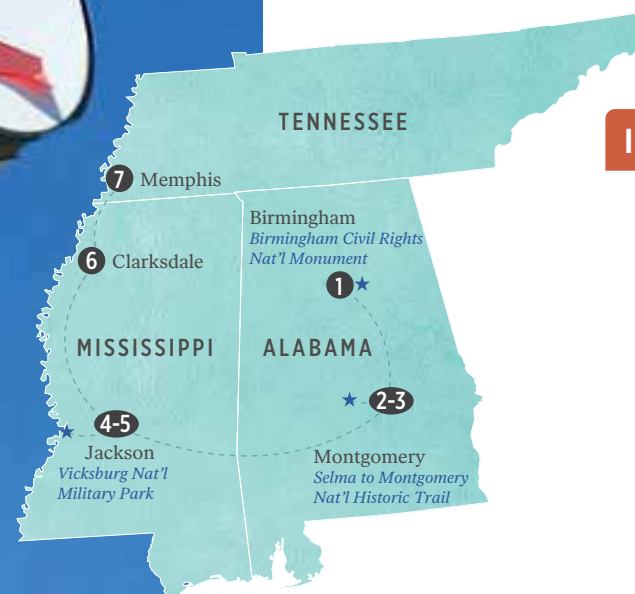 TENNESSEE
I
7 Memphis
Birmingham
Birmingham Civil Rights
Nat'l Monument
6 Clarksdale
1
MISSISSIPPI
ALABAMA
2-3
4-5
Jackson
Vicksburg Nat'l
Military Park
Montgomery
Selma to Montgomery
Nat'l Historic Trail